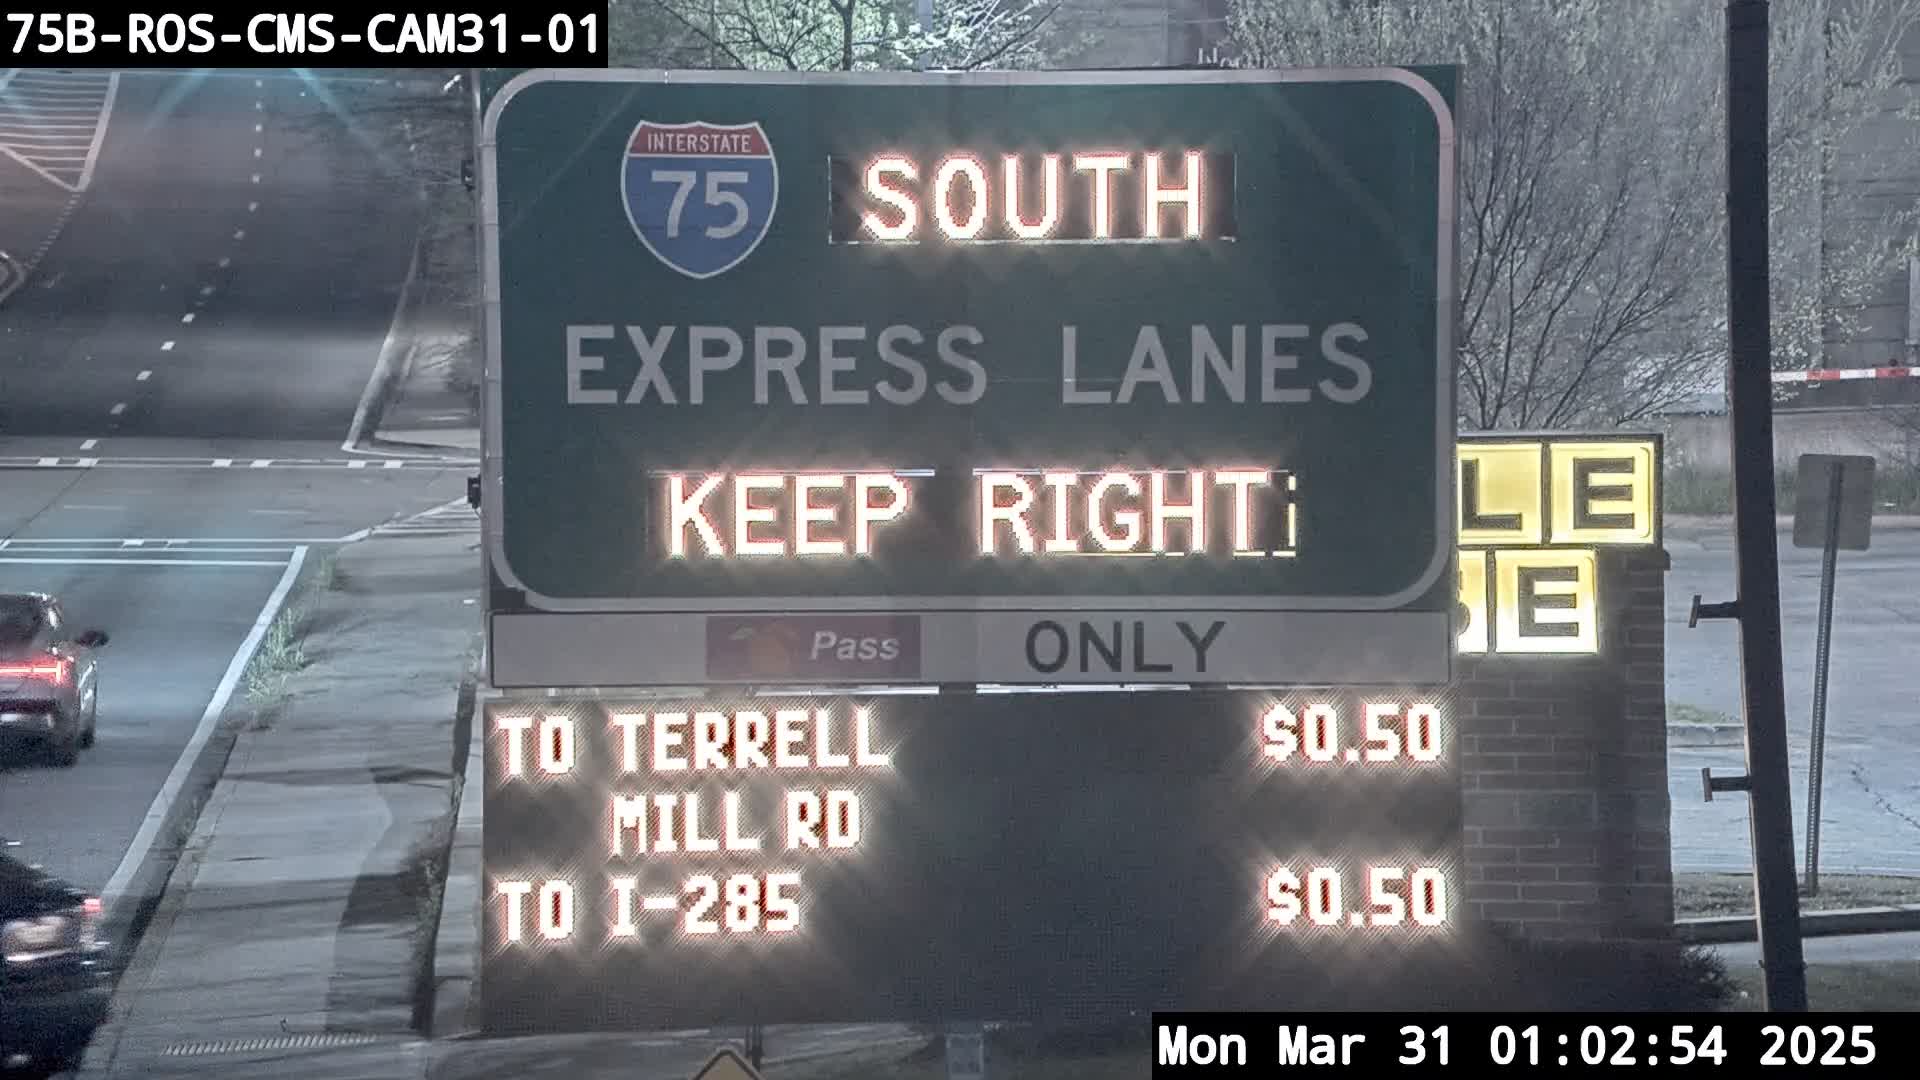 75B-ROS-CMS-CAM31-01
INTERSTATE
75
SOUTH
EXPRESS LANES
KEEP RIGHT
Pass ONLY
LE
E
TO TERRELL $0.50
MILL RD
TO I-285 $0.50
Mon Mar 31 01:02:54 2025